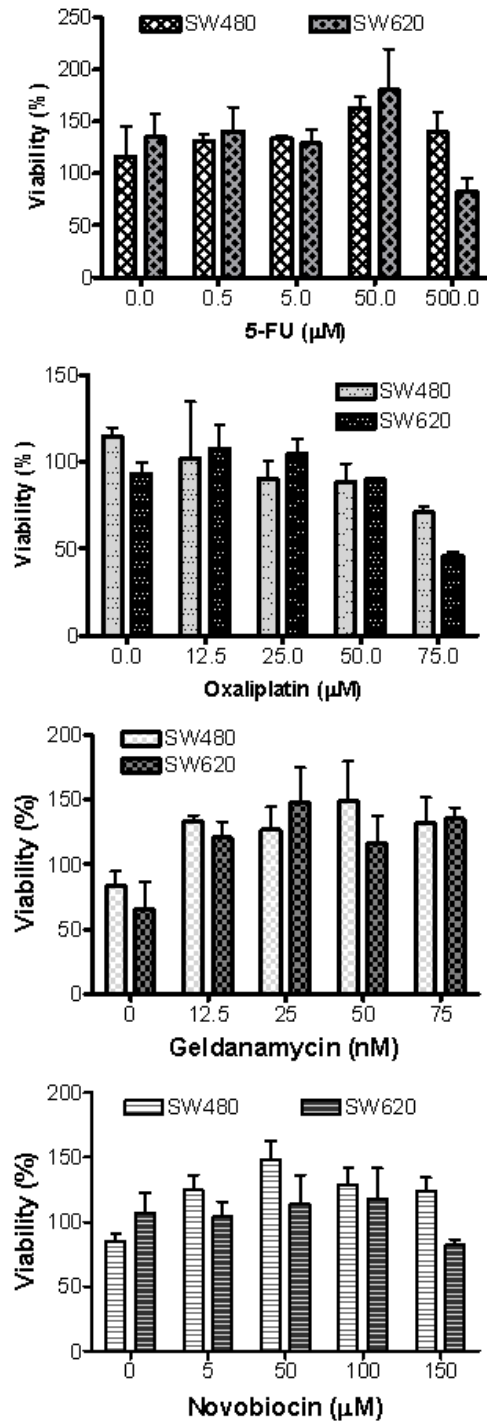 SW480 SW620
250
200
150
100
50
0
Viability (%)
0.0 0.5 5.0 50.0 500.0
5-FU (µM)
SW480
SW620
150
100
50
0
Viability (%)
0.0 12.5 25.0 50.0 75.0
Oxaliplatin (µM)
SW480
SW620
200
150
100
50
0
Viability (%)
0 12.5 25 50 75
Geldanamycin (nM)
SW480 SW620
200
150
100
50
0
Viability (%)
0 5 50 100 150
Novobiocin (µM)